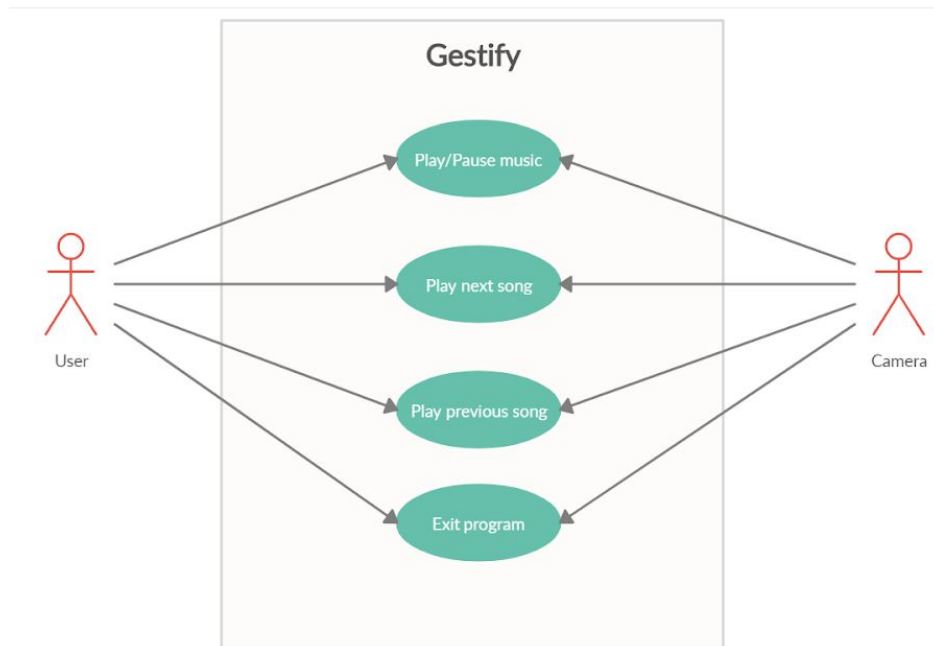 Gestify
Play/Pause music
Play next song
User
Camera
Play previous song
Exit program